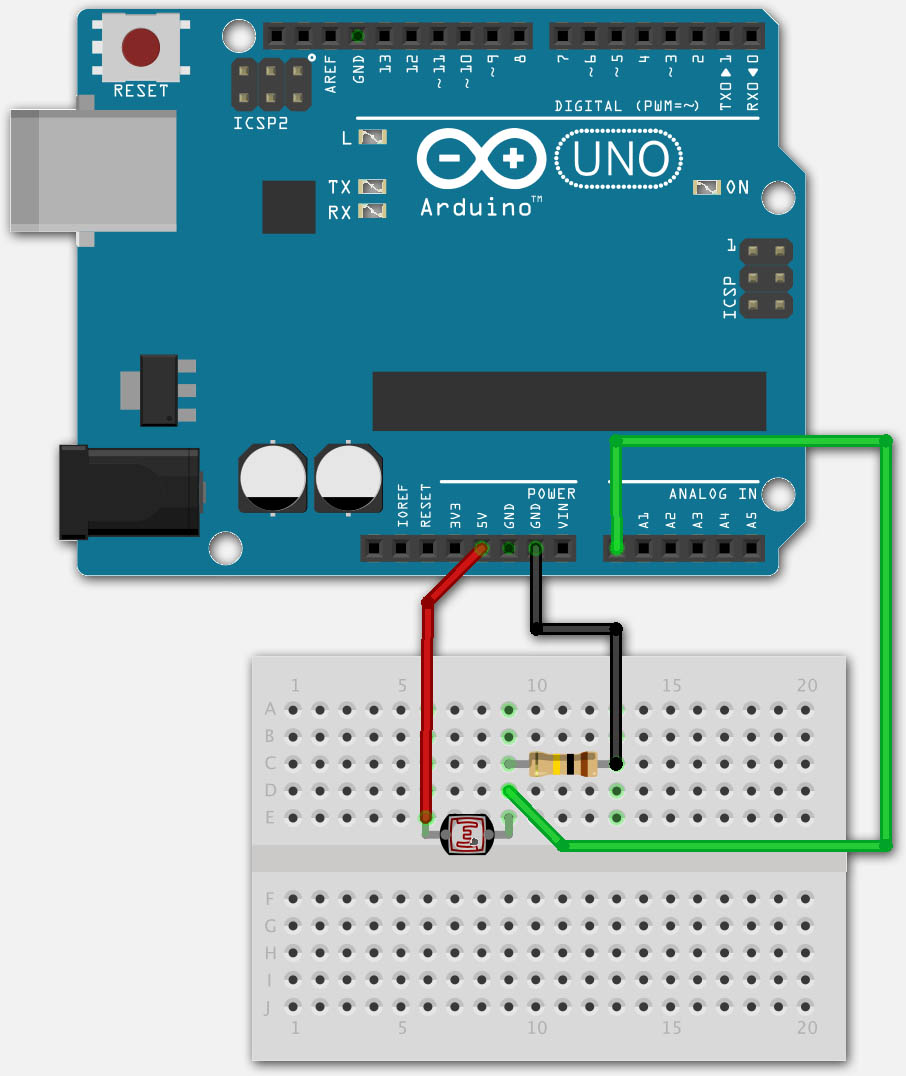 RESET
ICSP2
AREF
GND
13
12
~11
~10
~9
8
7
~6
~5
4
~3
2
TX0▶1
RX0◀0
DIGITAL (PWM=~)
L
TX
RX
Arduino™
UNO
ON
1
ICSP
POWER
ANALOG IN
IOREF
RESET
3V3
5V
GND
GND
VIN
A1
A2
A3
A4
A5
1 5 10 15 20
A
B
C
D
E
F
G
H
I
J
1 5 10 15 20